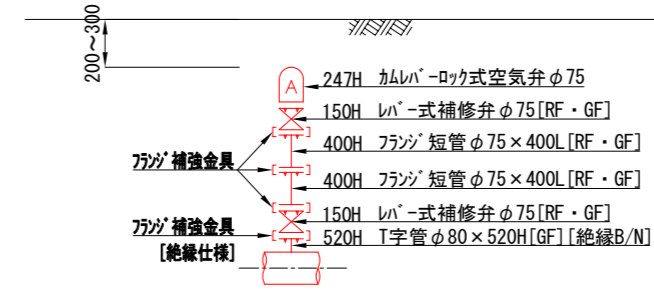 200~300
A
247H カムレバーロック式空気弁φ75
150H レバー式補修弁φ75[RF・GF]
400H フランジ短管φ75×400L[RF・GF]
フランジ補強金具
400H フランジ短管φ75×400L[RF・GF]
150H レバー式補修弁φ75[RF・GF]
フランジ補強金具
[絶縁仕様]
520H T字管φ80×520H[GF][絶縁B/N]